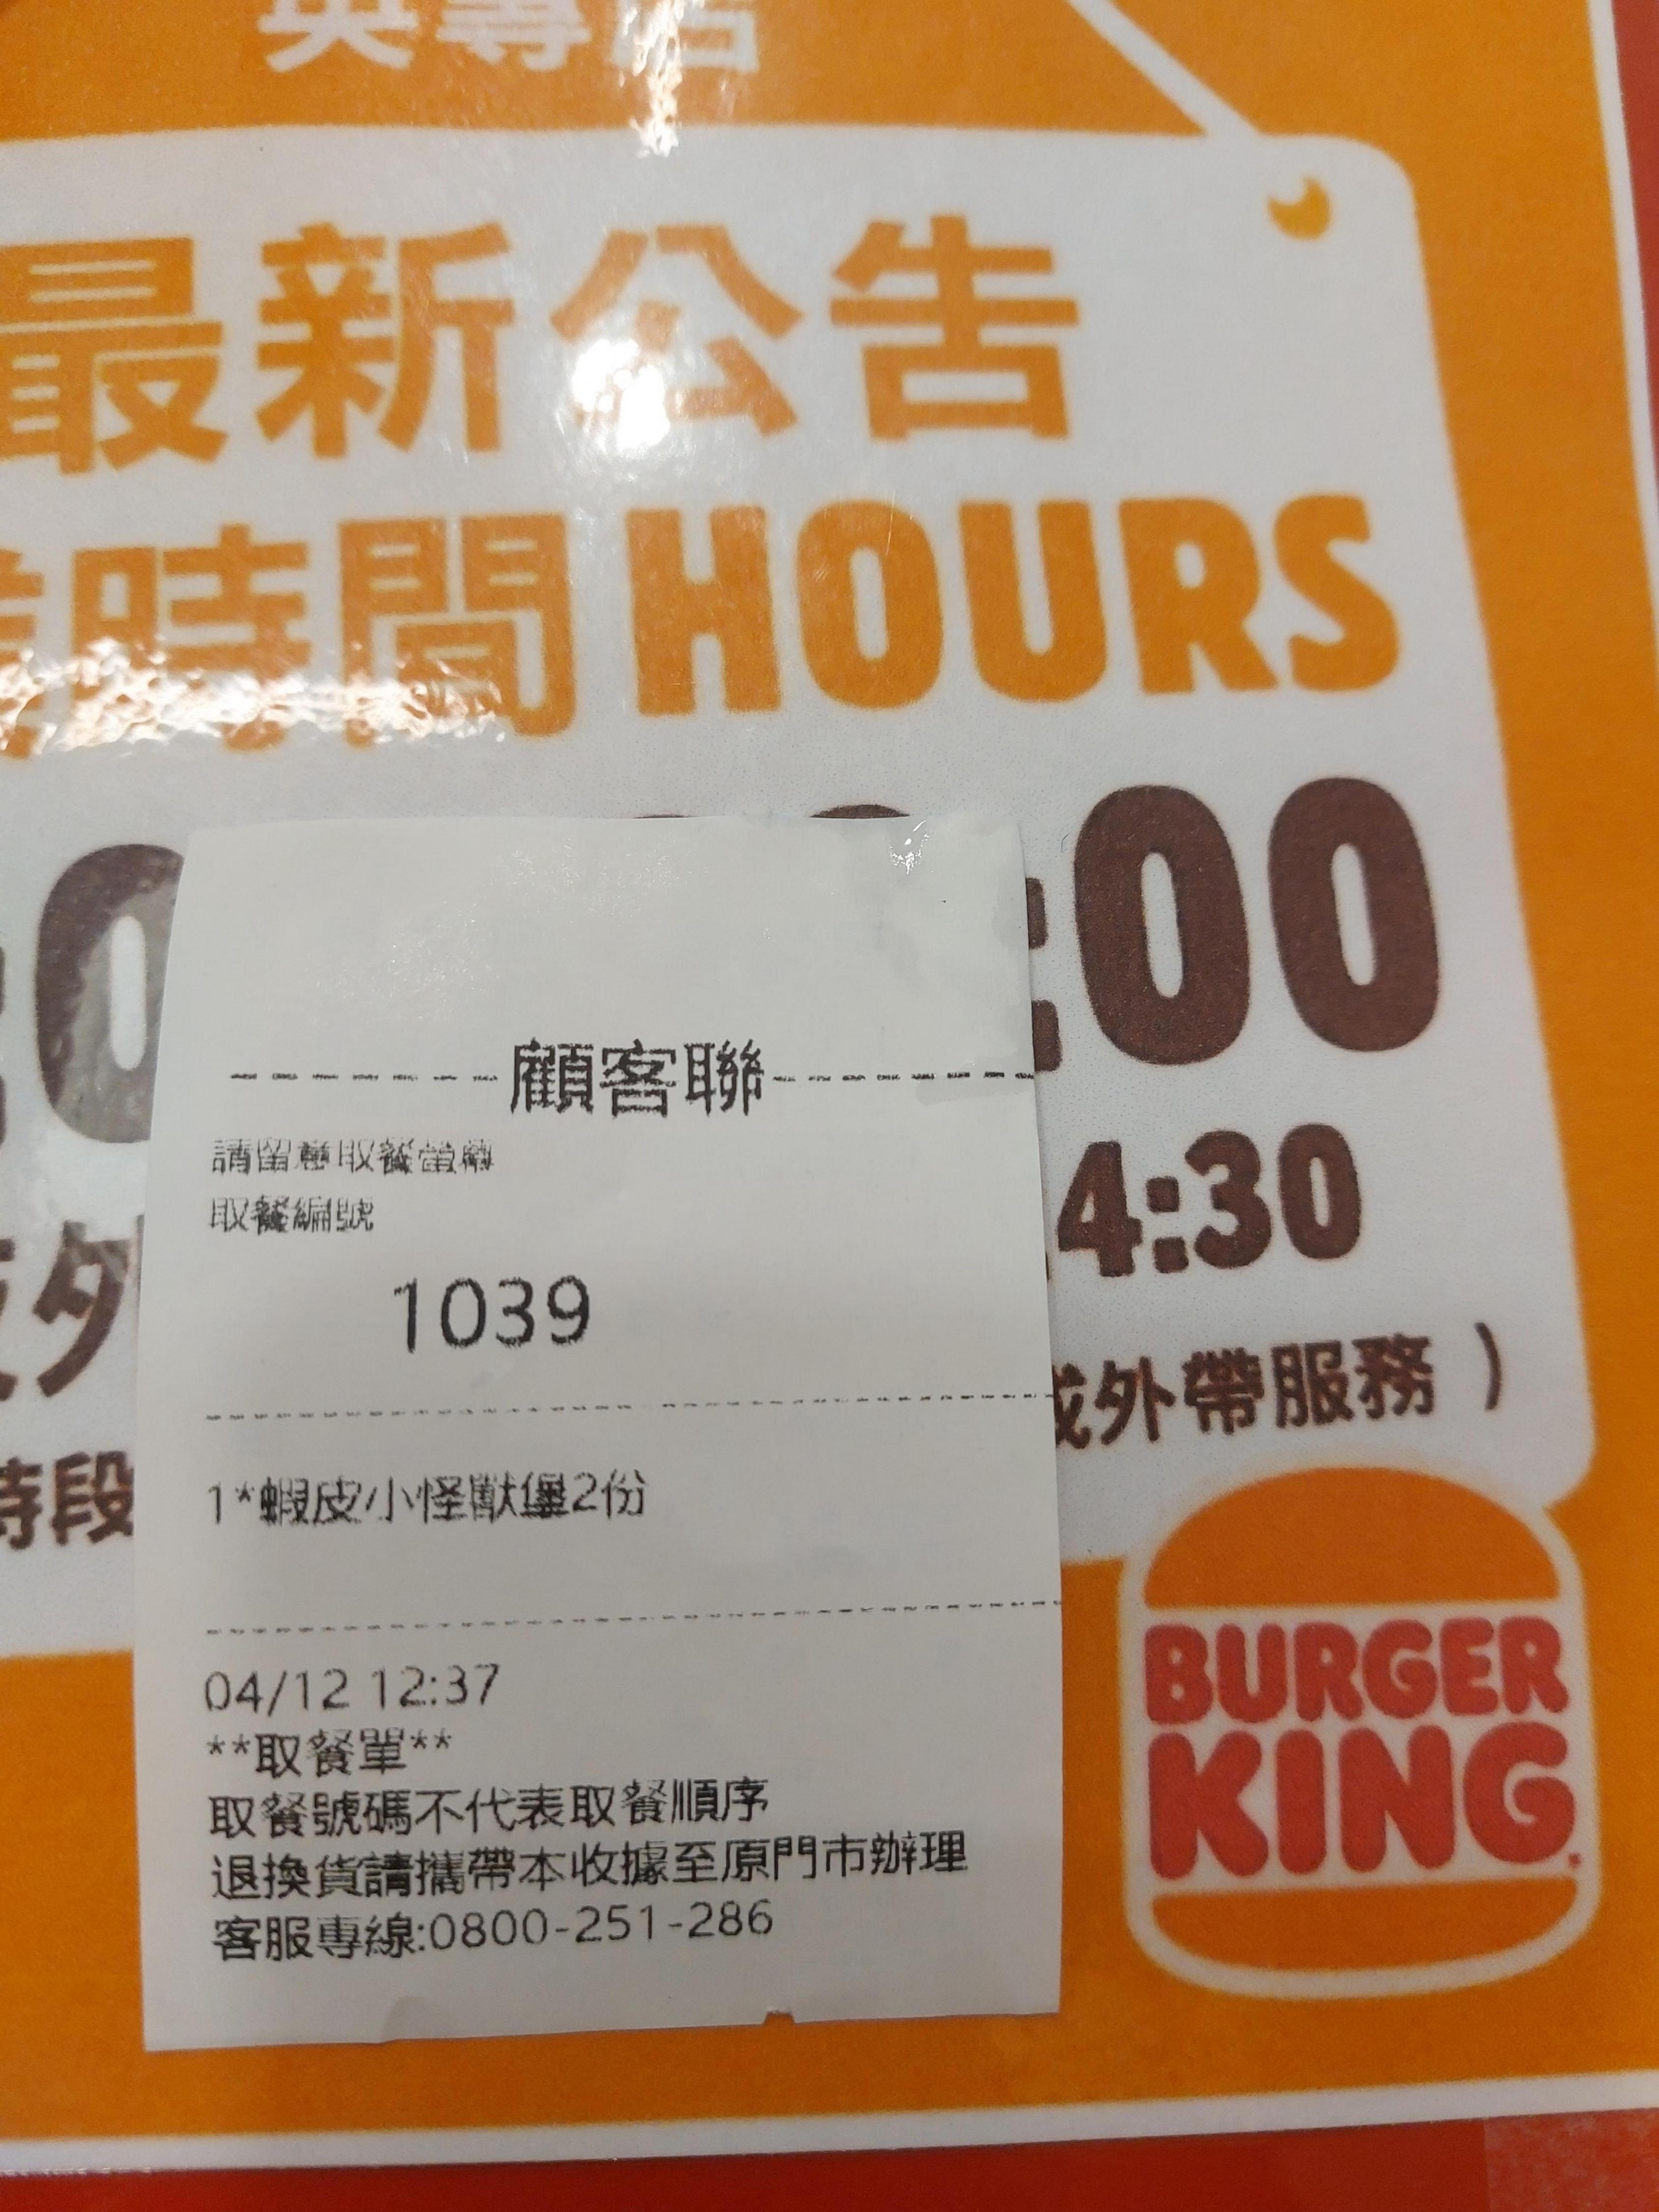 英專店
最新公告
時間 HOURS
:00
4:30
或外帶服務 )
時段
顧客聯
請留意取餐螢幕
取餐編號
1039
1*蝦皮小怪獸堡2份
04/12 12:37
**取餐單**
取餐號碼不代表取餐順序
退換貨請攜帶本收據至原門市辦理
客服專線:0800-251-286
BURGER
KING